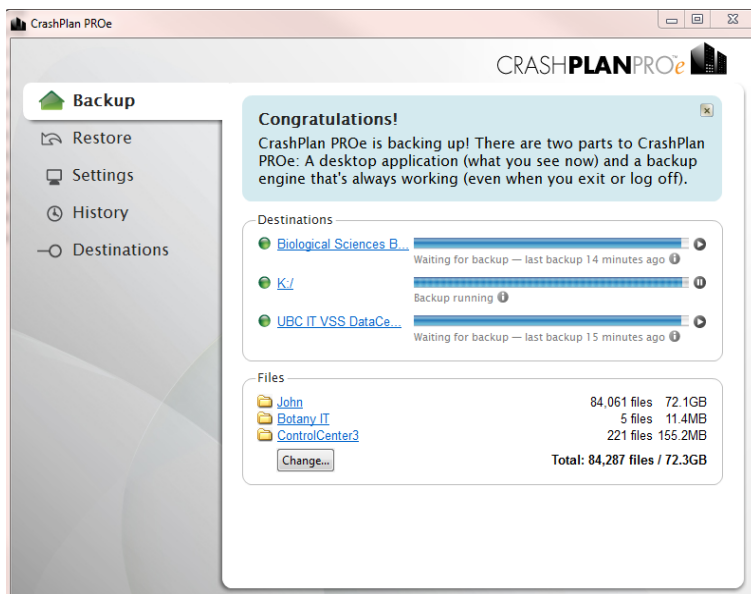 CrashPlan PROe
CRASHPLANPROe™
Backup
Restore
Settings
History
Destinations
Congratulations!
CrashPlan PROe is backing up! There are two parts to CrashPlan
PROe: A desktop application (what you see now) and a backup
engine that's always working (even when you exit or log off).
Destinations
Biological Sciences B...
Waiting for backup — last backup 14 minutes ago
K:/
Backup running
UBC IT VSS DataCe...
Waiting for backup — last backup 15 minutes ago
Files
John 84,061 files 72.1GB
Botany IT 5 files 11.4MB
ControlCenter3 221 files 155.2MB
Change... Total: 84,287 files / 72.3GB